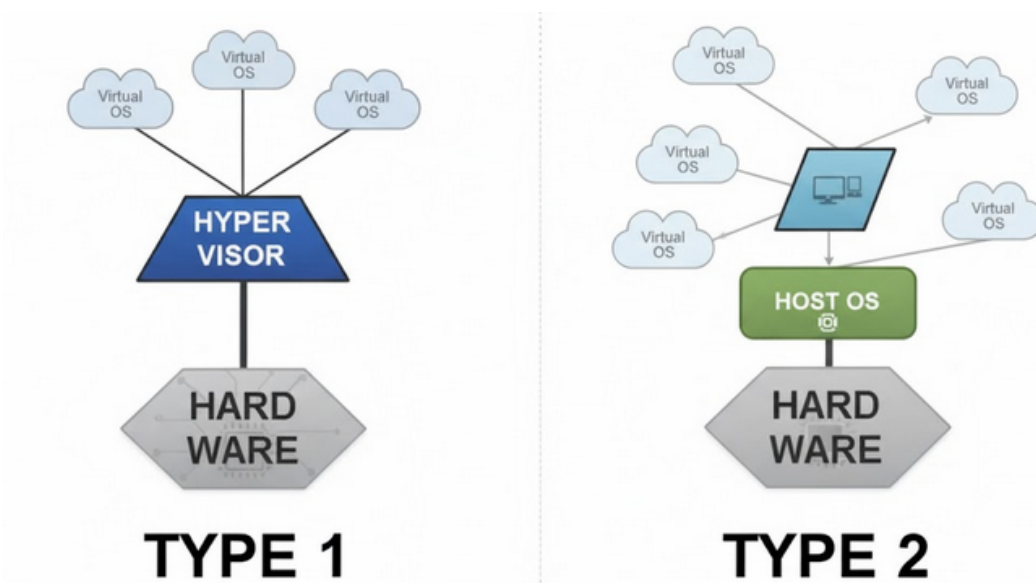 Virtual
OS
Virtual
OS
Virtual
OS
HYPER
VISOR
HARD
WARE
TYPE 1
Virtual
OS
Virtual
OS
Virtual
OS
Virtual
OS
Virtual
OS
HOST OS
HARD
WARE
TYPE 2